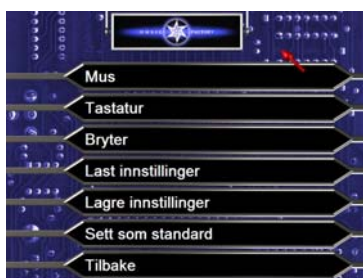 Mus
Tastatur
Bryter
Last innstillinger
Lagre innstillinger
Sett som standard
Tilbake